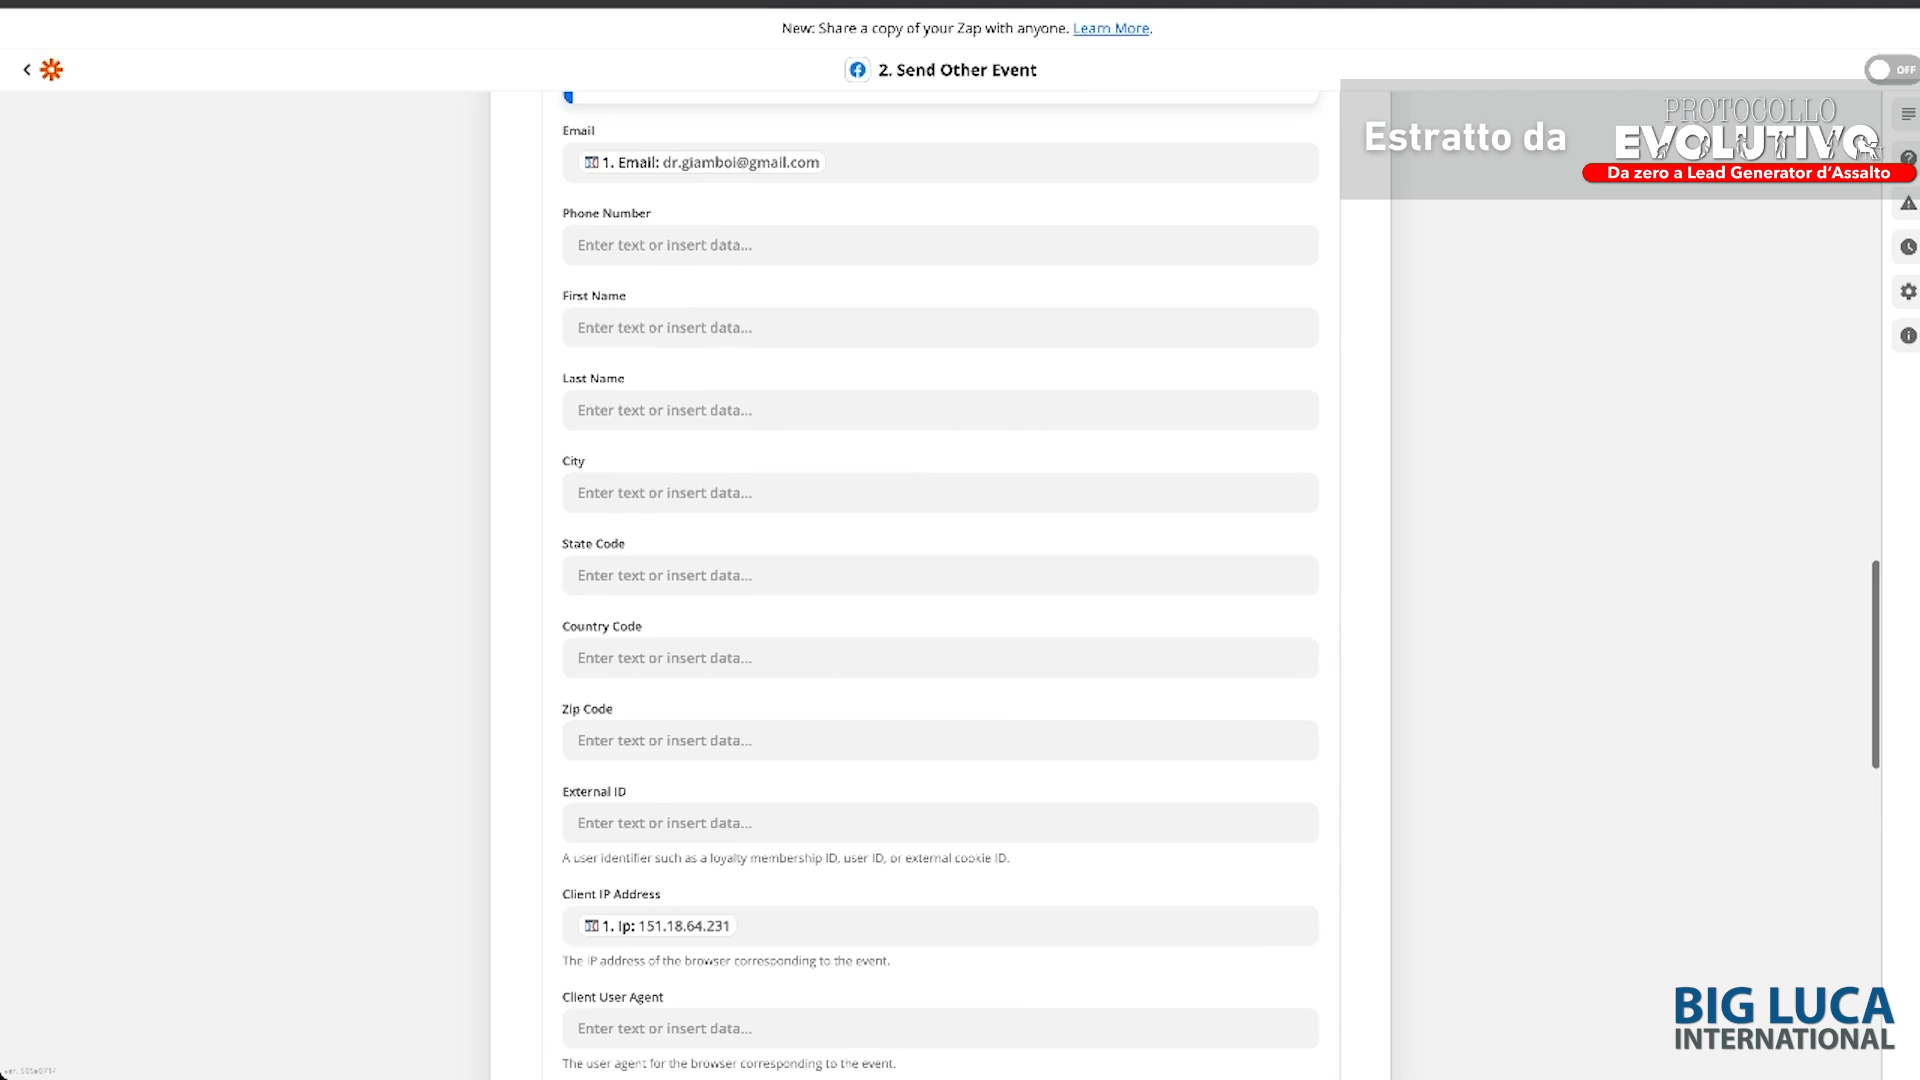 New: Share a copy of your Zap with anyone. Learn More.
2. Send Other Event
OFF
Estratto da
PROTOCOLLO
EVOLUTIVO
Da zero a Lead Generator d'Assalto
Email
1. Email: dr.giamboi@gmail.com
Phone Number
Enter text or insert data...
First Name
Enter text or insert data...
Last Name
Enter text or insert data...
City
Enter text or insert data...
State Code
Enter text or insert data...
Country Code
Enter text or insert data...
Zip Code
Enter text or insert data...
External ID
Enter text or insert data...
A user identifier such as a loyalty membership ID, user ID, or external cookie ID.
Client IP Address
1. Ip: 151.18.64.231
The IP address of the browser corresponding to the event.
Client User Agent
Enter text or insert data...
The user agent for the browser corresponding to the event.
BIG LUCA
INTERNATIONAL